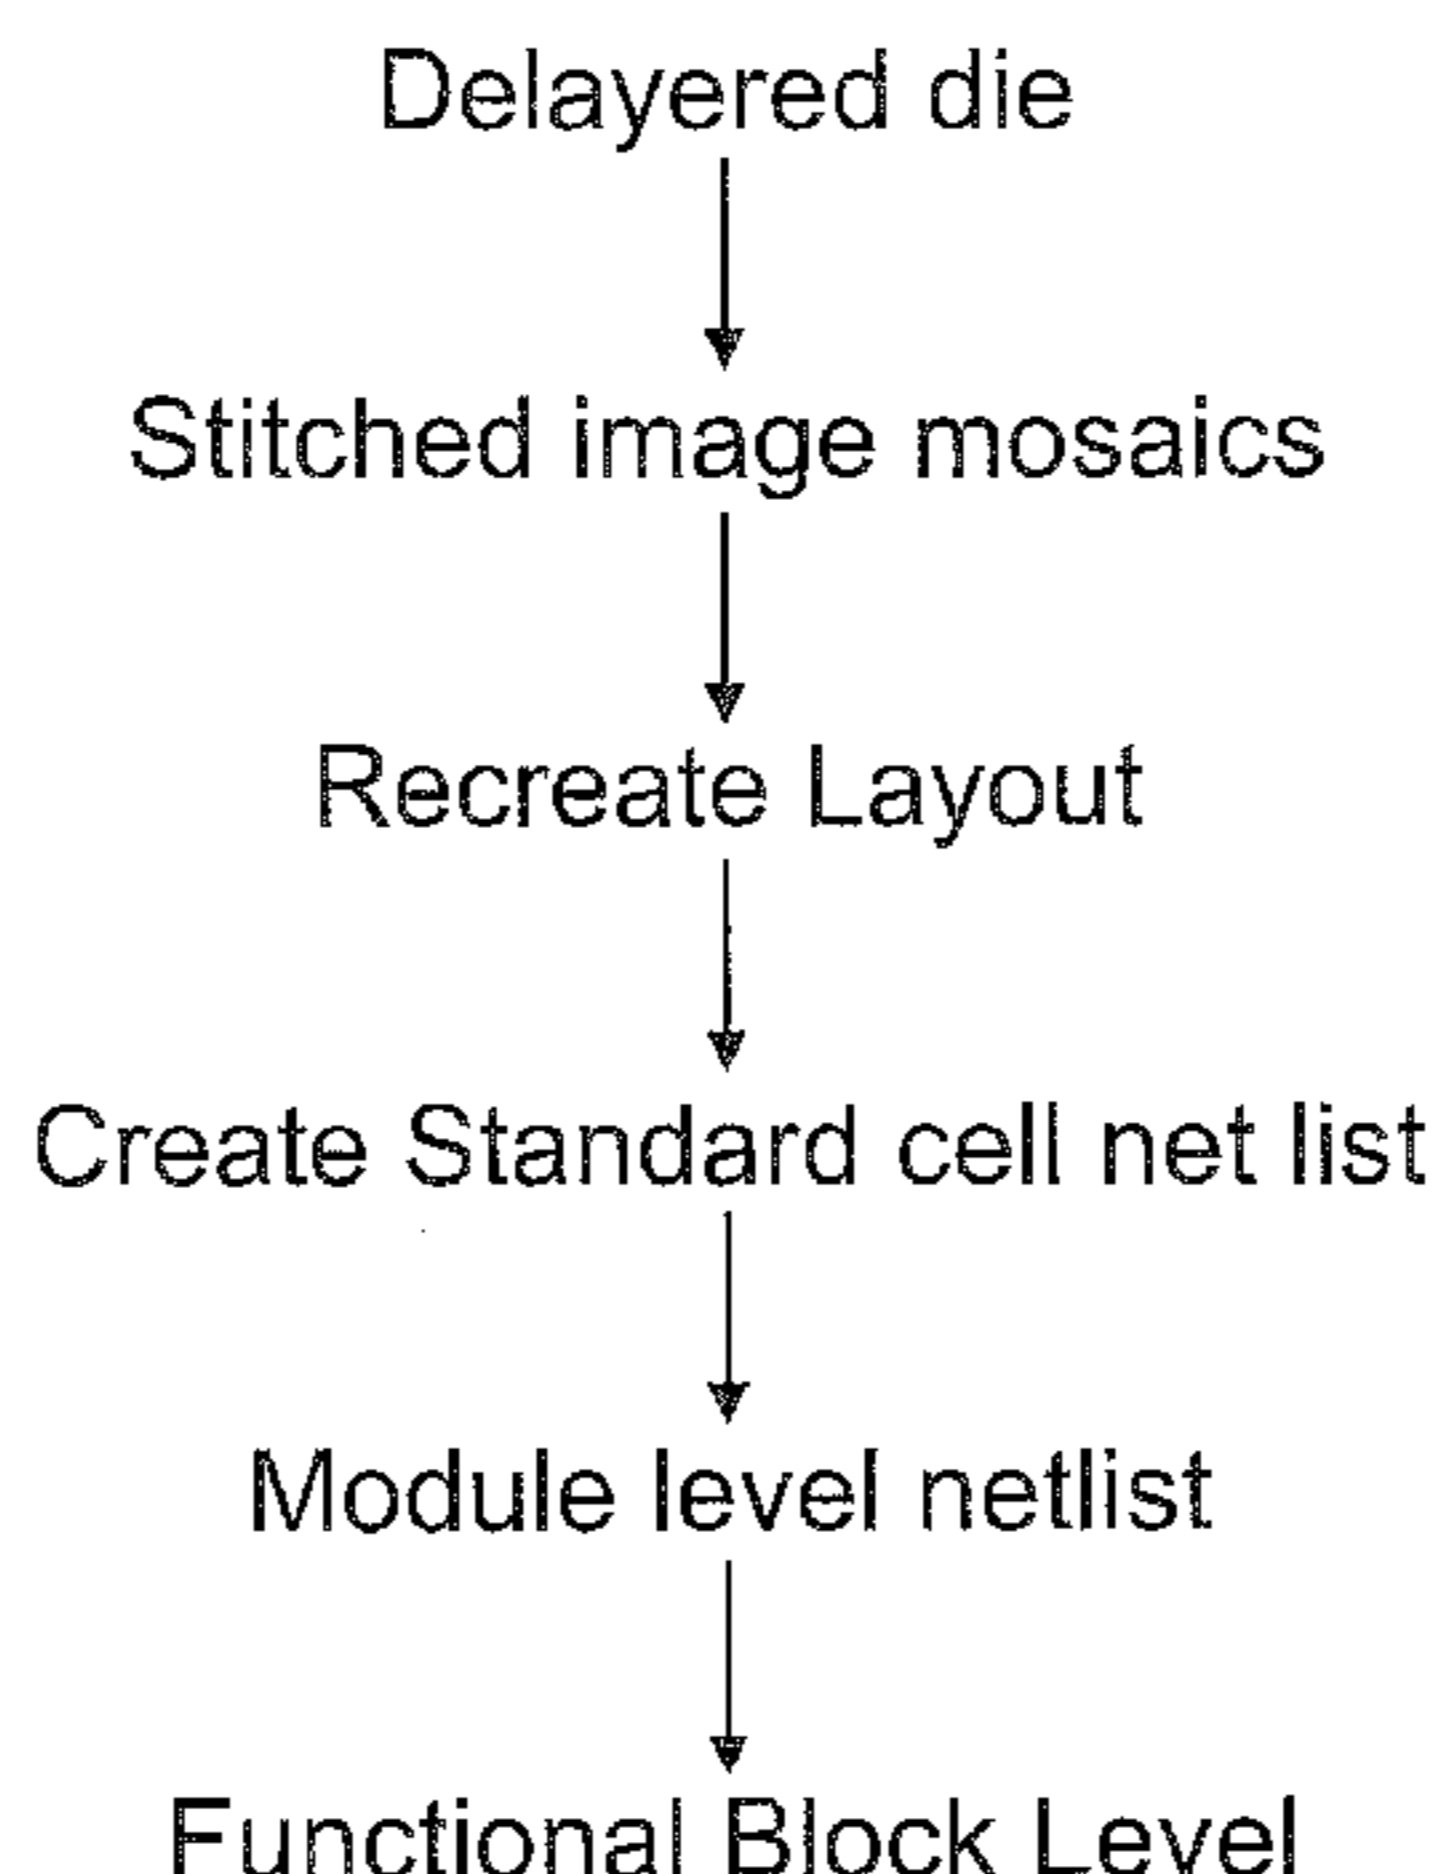 Delayered die
Stitched image mosaics
Recreate Layout
Create Standard cell net list
Module level netlist
Functional Block Level